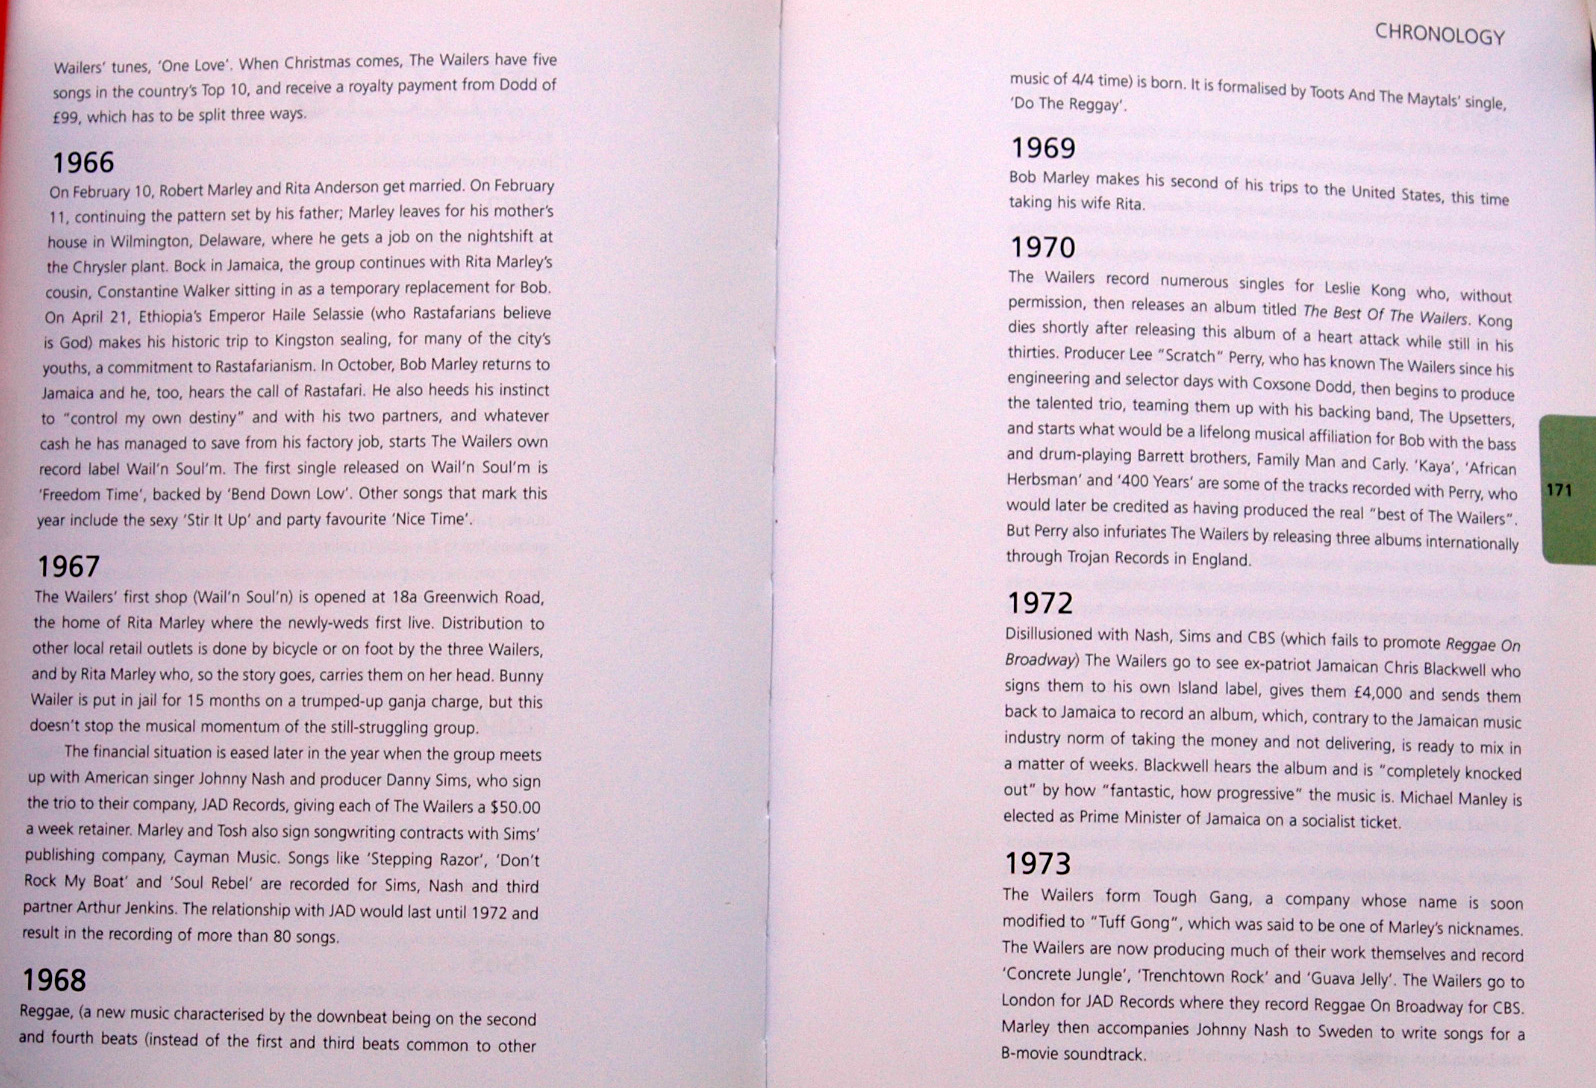 Wailers' tunes, 'One Love'. When Christmas comes, The Wailers have five
songs in the country's Top 10, and receive a royalty payment from Dodd of
£99, which has to be split three ways.
1966
On February 10, Robert Marley and Rita Anderson get married. On February
11, continuing the pattern set by his father; Marley leaves for his mother's
house in Wilmington, Delaware, where he gets a job on the nightshift at
the Chrysler plant. Bock in Jamaica, the group continues with Rita Marley's
cousin, Constantine Walker sitting in as a temporary replacement for Bob.
On April 21, Ethiopia's Emperor Haile Selassie (who Rastafarians believe
is God) makes his historic trip to Kingston sealing, for many of the city's
youths, a commitment to Rastafarianism. In October, Bob Marley returns to
Jamaica and he, too, hears the call of Rastafari. He also heeds his instinct
to "control my own destiny" and with his two partners, and whatever
cash he has managed to save from his factory job, starts The Wailers own
record label Wail'n Soul'm. The first single released on Wail'n Soul'm is
'Freedom Time', backed by 'Bend Down Low'. Other songs that mark this
year include the sexy 'Stir It Up' and party favourite 'Nice Time'.
1967
The Wailers' first shop (Wail'n Soul'n) is opened at 18a Greenwich Road,
the home of Rita Marley where the newly-weds first live. Distribution to
other local retail outlets is done by bicycle or on foot by the three Wailers,
and by Rita Marley who, so the story goes, carries them on her head. Bunny
Wailer is put in jail for 15 months on a trumped-up ganja charge, but this
doesn't stop the musical momentum of the still-struggling group.
The financial situation is eased later in the year when the group meets
up with American singer Johnny Nash and producer Danny Sims, who sign
the trio to their company, JAD Records, giving each of The Wailers a $50.00
a week retainer. Marley and Tosh also sign songwriting contracts with Sims'
publishing company, Cayman Music. Songs like 'Stepping Razor', 'Don't
Rock My Boat' and 'Soul Rebel' are recorded for Sims, Nash and third
partner Arthur Jenkins. The relationship with JAD would last until 1972 and
result in the recording of more than 80 songs.
1968
Reggae, (a new music characterised by the downbeat being on the second
and fourth beats (instead of the first and third beats common to other
CHRONOLOGY
music of 4/4 time) is born. It is formalised by Toots And The Maytals' single,
'Do The Reggay'.
1969
Bob Marley makes his second of his trips to the United States, this time
taking his wife Rita.
1970
The Wailers record numerous singles for Leslie Kong who, without
permission, then releases an album titled The Best Of The Wailers. Kong
dies shortly after releasing this album of a heart attack while still in his
thirties. Producer Lee "Scratch" Perry, who has known The Wailers since his
engineering and selector days with Coxsone Dodd, then begins to produce
the talented trio, teaming them up with his backing band, The Upsetters,
and starts what would be a lifelong musical affiliation for Bob with the bass
and drum-playing Barrett brothers, Family Man and Carly. 'Kaya', 'African
Herbsman' and '400 Years' are some of the tracks recorded with Perry, who
would later be credited as having produced the real "best of The Wailers".
But Perry also infuriates The Wailers by releasing three albums internationally
through Trojan Records in England.
171
1972
Disillusioned with Nash, Sims and CBS (which fails to promote Reggae On
Broadway) The Wailers go to see ex-patriot Jamaican Chris Blackwell who
signs them to his own Island label, gives them £4,000 and sends them
back to Jamaica to record an album, which, contrary to the Jamaican music
industry norm of taking the money and not delivering, is ready to mix in
a matter of weeks. Blackwell hears the album and is "completely knocked
out" by how "fantastic, how progressive" the music is. Michael Manley is
elected as Prime Minister of Jamaica on a socialist ticket.
1973
The Wailers form Tough Gang, a company whose name is soon
modified to "Tuff Gong", which was said to be one of Marley's nicknames.
The Wailers are now producing much of their work themselves and record
'Concrete Jungle', 'Trenchtown Rock' and 'Guava Jelly'. The Wailers go to
London for JAD Records where they record Reggae On Broadway for CBS.
Marley then accompanies Johnny Nash to Sweden to write songs for a
B-movie soundtrack.